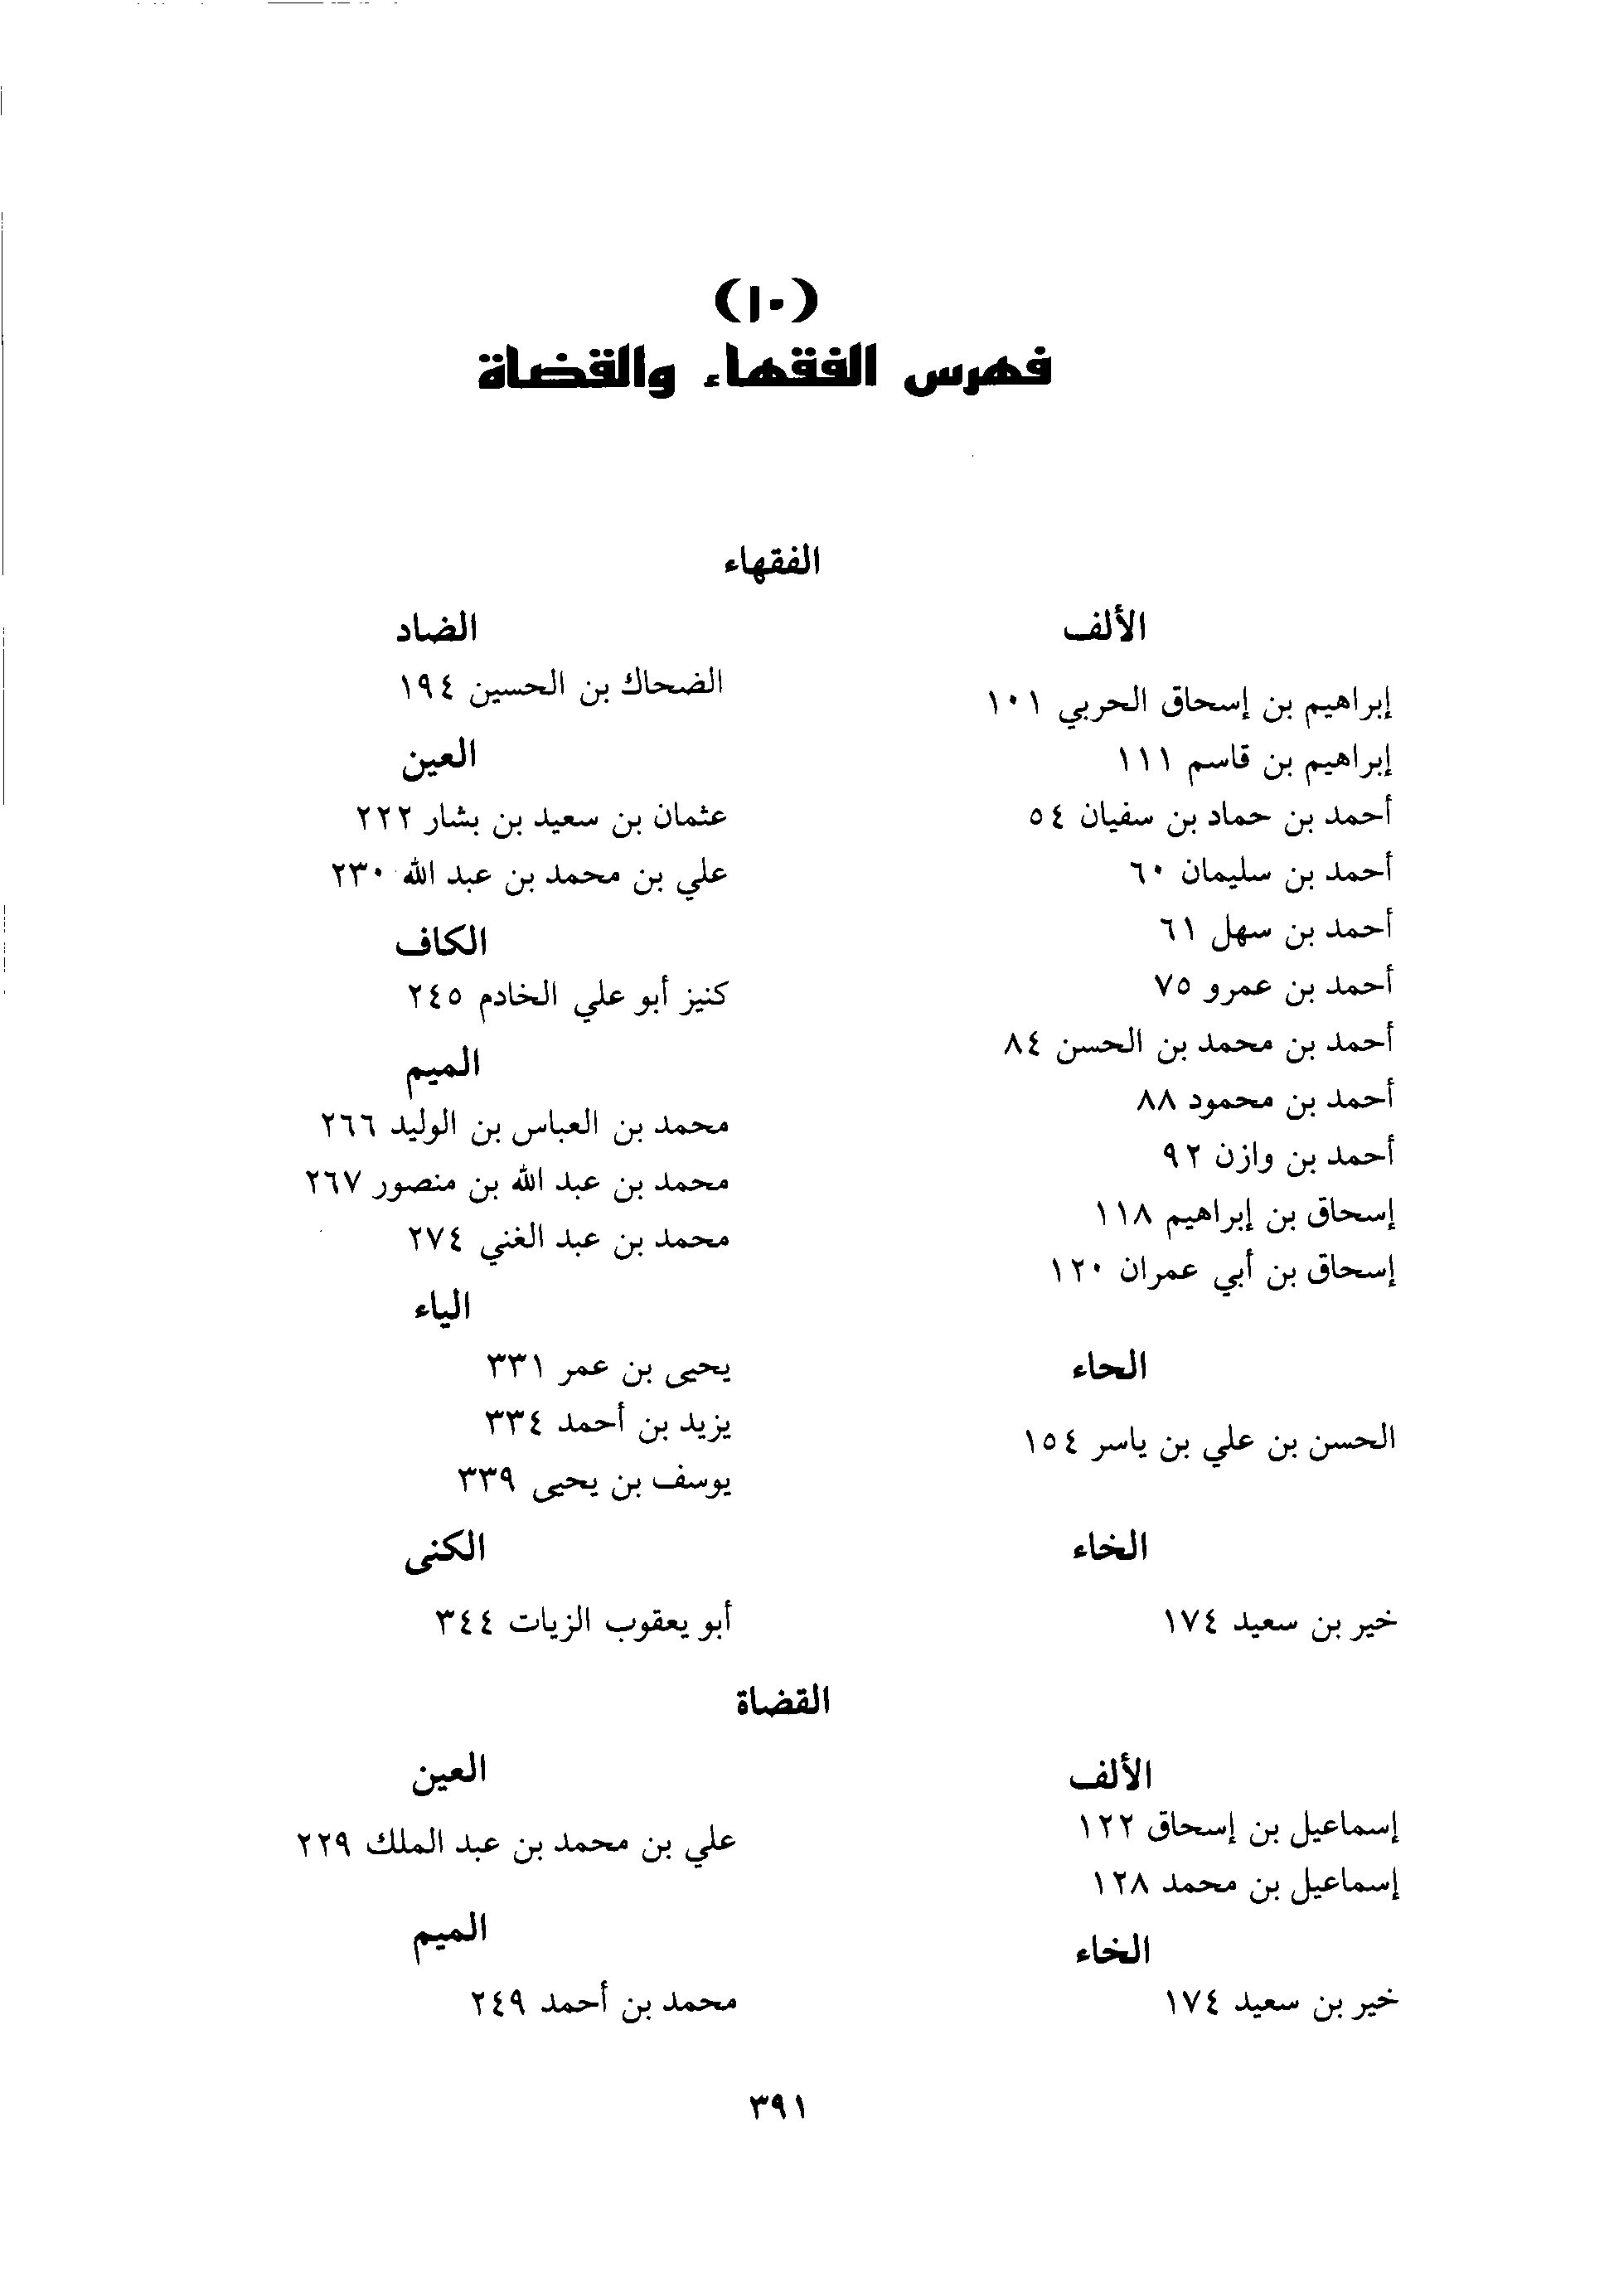 (١٠)
فهرس الفقهاء والقضاة
الفقهاء
الألف
إبراهيم بن إسحاق الحربي ١٠١
إبراهيم بن قاسم ١١١
أحمد بن حماد بن سفيان ٥٤
أحمد بن سليمان ٦٠
أحمد بن سهل ٦١
أحمد بن عمرو ٧٥
أحمد بن محمد بن الحسن ٨٤
أحمد بن محمود ٨٨
أحمد بن وازن ٩٢
إسحاق بن إبراهيم ١١٨
إسحاق بن أبي عمران ١٢٠
الحاء
الحسن بن علي بن ياسر ١٥٤
الخاء
خير بن سعيد ١٧٤
الضاد
الضحاك بن الحسين ١٩٤
العين
عثمان بن سعيد بن بشار ٢٢٢
علي بن محمد بن عبد الله ٢٣٠
الكاف
كنيز أبو علي الخادم ٢٤٥
الميم
محمد بن العباس بن الوليد ٢٦٦
محمد بن عبد الله بن منصور ٢٦٧
محمد بن عبد الغني ٢٧٤
الياء
يحيى بن عمر ٣٣١
يزيد بن أحمد ٣٣٤
يوسف بن يحيى ٣٣٩
الكنى
أبو يعقوب الزيات ٣٤٤
القضاة
الألف
إسماعيل بن إسحاق ١٢٢
إسماعيل بن محمد ١٢٨
الخاء
خير بن سعيد ١٧٤
العين
علي بن محمد بن عبد الملك ٢٢٩
الميم
محمد بن أحمد ٢٤٩
٣٩١